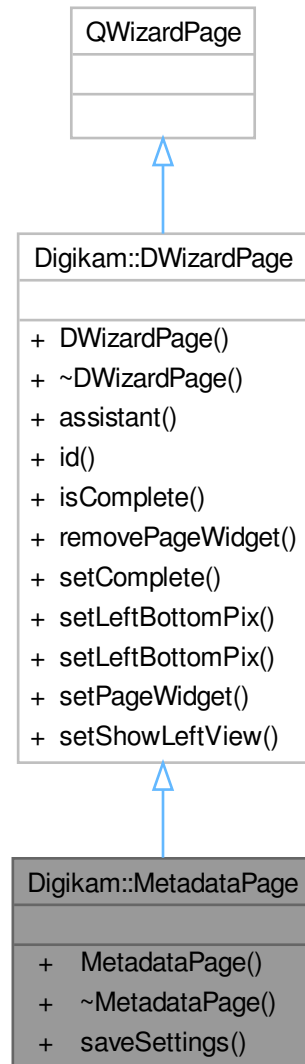 QWizardPage
Digikam::DWizardPage
+ DWizardPage()
+ ~DWizardPage()
+ assistant()
+ id()
+ isComplete()
+ removePageWidget()
+ setComplete()
+ setLeftBottomPix()
+ setLeftBottomPix()
+ setPageWidget()
+ setShowLeftView()
Digikam::MetadataPage
+ MetadataPage()
+ ~MetadataPage()
+ saveSettings()